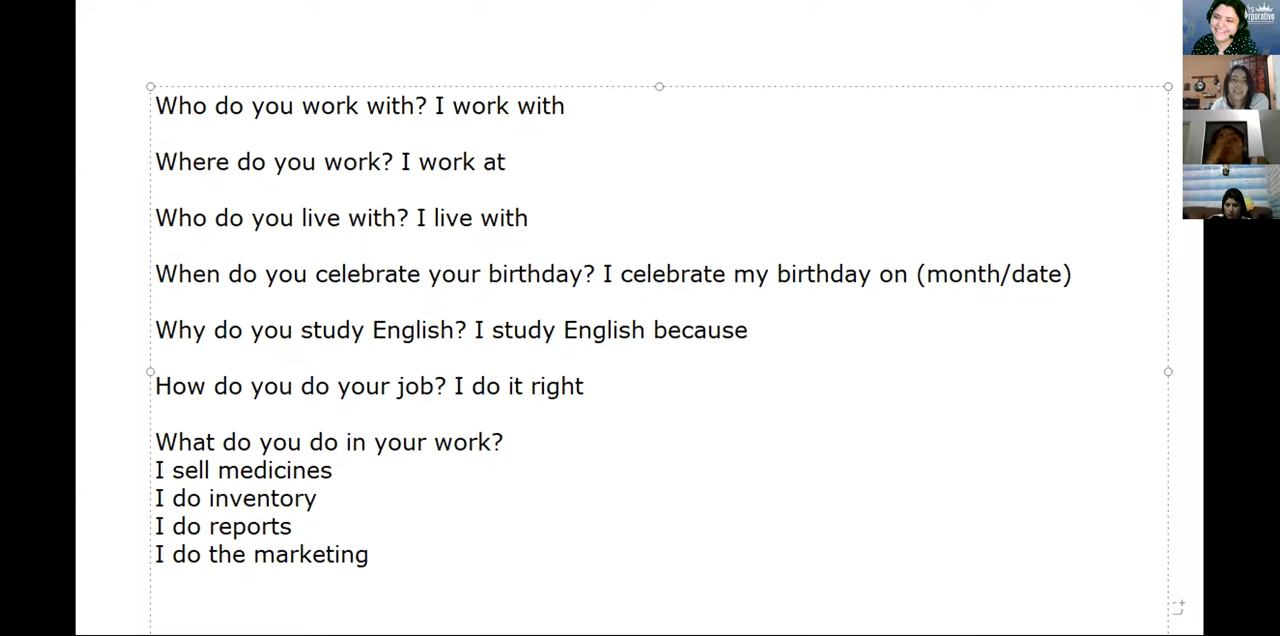 Who do you work with? I work with
Where do you work? I work at
Who do you live with? I live with
When do you celebrate your birthday? I celebrate my birthday on (month/date)
Why do you study English? I study English because
How do you do your job? I do it right
What do you do in your work?
I sell medicines
I do inventory
I do reports
I do the marketing